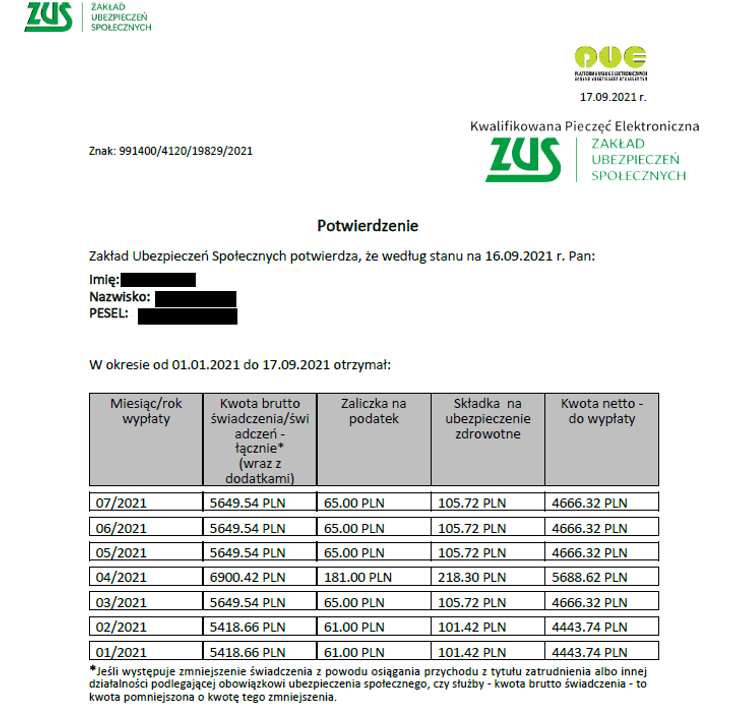 ZUS ZAKŁAD
UBEZPIECZEŃ
SPOŁECZNYCH
PUE
17.09.2021 r.
Kwalifikowana Pieczęć Elektroniczna
Znak: 991400/4120/19829/2021
ZUS ZAKŁAD
UBEZPIECZEŃ
SPOŁECZNYCH
Potwierdzenie
Zakład Ubezpieczeń Społecznych potwierdza, że według stanu na 16.09.2021 r. Pan:
Imię:
Nazwisko:
PESEL:
W okresie od 01.01.2021 do 17.09.2021 otrzymał:
Miesiąc/rok wypłaty
Kwota brutto świadczenia/świ adczeń - łącznie* (wraz z dodatkami)
Zaliczka na podatek
Składka na ubezpieczenie zdrowotne
Kwota netto - do wypłaty
07/2021 5649.54 PLN 65.00 PLN 105.72 PLN 4666.32 PLN
06/2021 5649.54 PLN 65.00 PLN 105.72 PLN 4666.32 PLN
05/2021 5649.54 PLN 65.00 PLN 105.72 PLN 4666.32 PLN
04/2021 6900.42 PLN 181.00 PLN 218.30 PLN 5688.62 PLN
03/2021 5649.54 PLN 65.00 PLN 105.72 PLN 4666.32 PLN
02/2021 5418.66 PLN 61.00 PLN 101.42 PLN 4443.74 PLN
01/2021 5418.66 PLN 61.00 PLN 101.42 PLN 4443.74 PLN
*Jeśli występuje zmniejszenie świadczenia z powodu osiągania przychodu z tytułu zatrudnienia albo innej
działalności podlegającej obowiązkowi ubezpieczenia społecznego, czy służby - kwota brutto świadczenia - to
kwota pomniejszona o kwotę tego zmniejszenia.